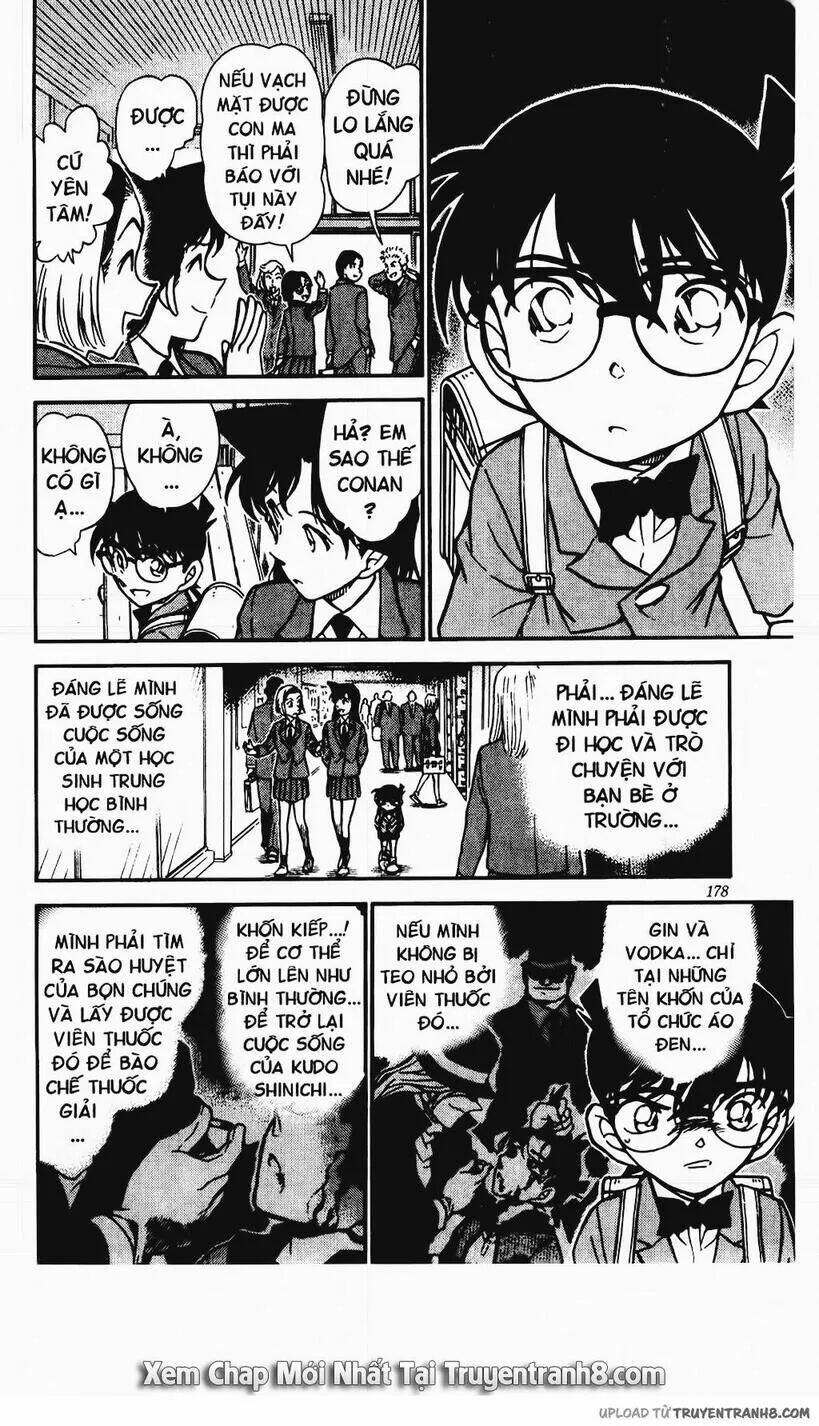 ĐỪNG
LO LẮNG
QUÁ
NHÉ!
NẾU VẠCH
MẶT ĐƯỢC
CON MA
THÌ PHẢI
BÁO VỚI
TỤI NÀY
ĐẤY!
ĐƯỢC
...
CỨ
YÊN
TÂM!
HẢ? EM
SAO THẾ
CONAN
?
À,
KHÔNG
...
KHÔNG
CÓ GÌ
Ạ...
PHẢI... ĐÁNG LẼ
MÌNH PHẢI ĐƯỢC
ĐI HỌC VÀ TRÒ
CHUYỆN VỚI
BẠN BÈ Ở
TRƯỜNG...
ĐÁNG LẼ MÌNH
ĐÃ ĐƯỢC SỐNG
CUỘC SỐNG
CỦA MỘT HỌC
SINH TRUNG
HỌC BÌNH
THƯỜNG...
178
GIN VÀ
VODKA... CHỈ
TẠI NHỮNG
TÊN KHỐN CỦA
TỔ CHỨC ÁO
ĐEN...
NẾU MÌNH
KHÔNG BỊ
TEO NHỎ BỞI
VIÊN THUỐC
ĐÓ...
KHỐN KIẾP...!
ĐỂ CƠ THỂ
LỚN LÊN NHƯ
BÌNH THƯỜNG...
ĐỂ TRỞ LẠI
CUỘC SỐNG
CỦA KUDO
SHINICHI...
MÌNH PHẢI TÌM
RA SÀO HUYỆT
CỦA BỌN CHÚNG
VÀ LẤY ĐƯỢC
VIÊN THUỐC
ĐÓ ĐỂ BÀO
CHẾ THUỐC
GIẢI
...
Xem Chap Mới Nhất Tại Truyentranh8.com
UPLOAD TỪ TRUYENTRANH8.COM